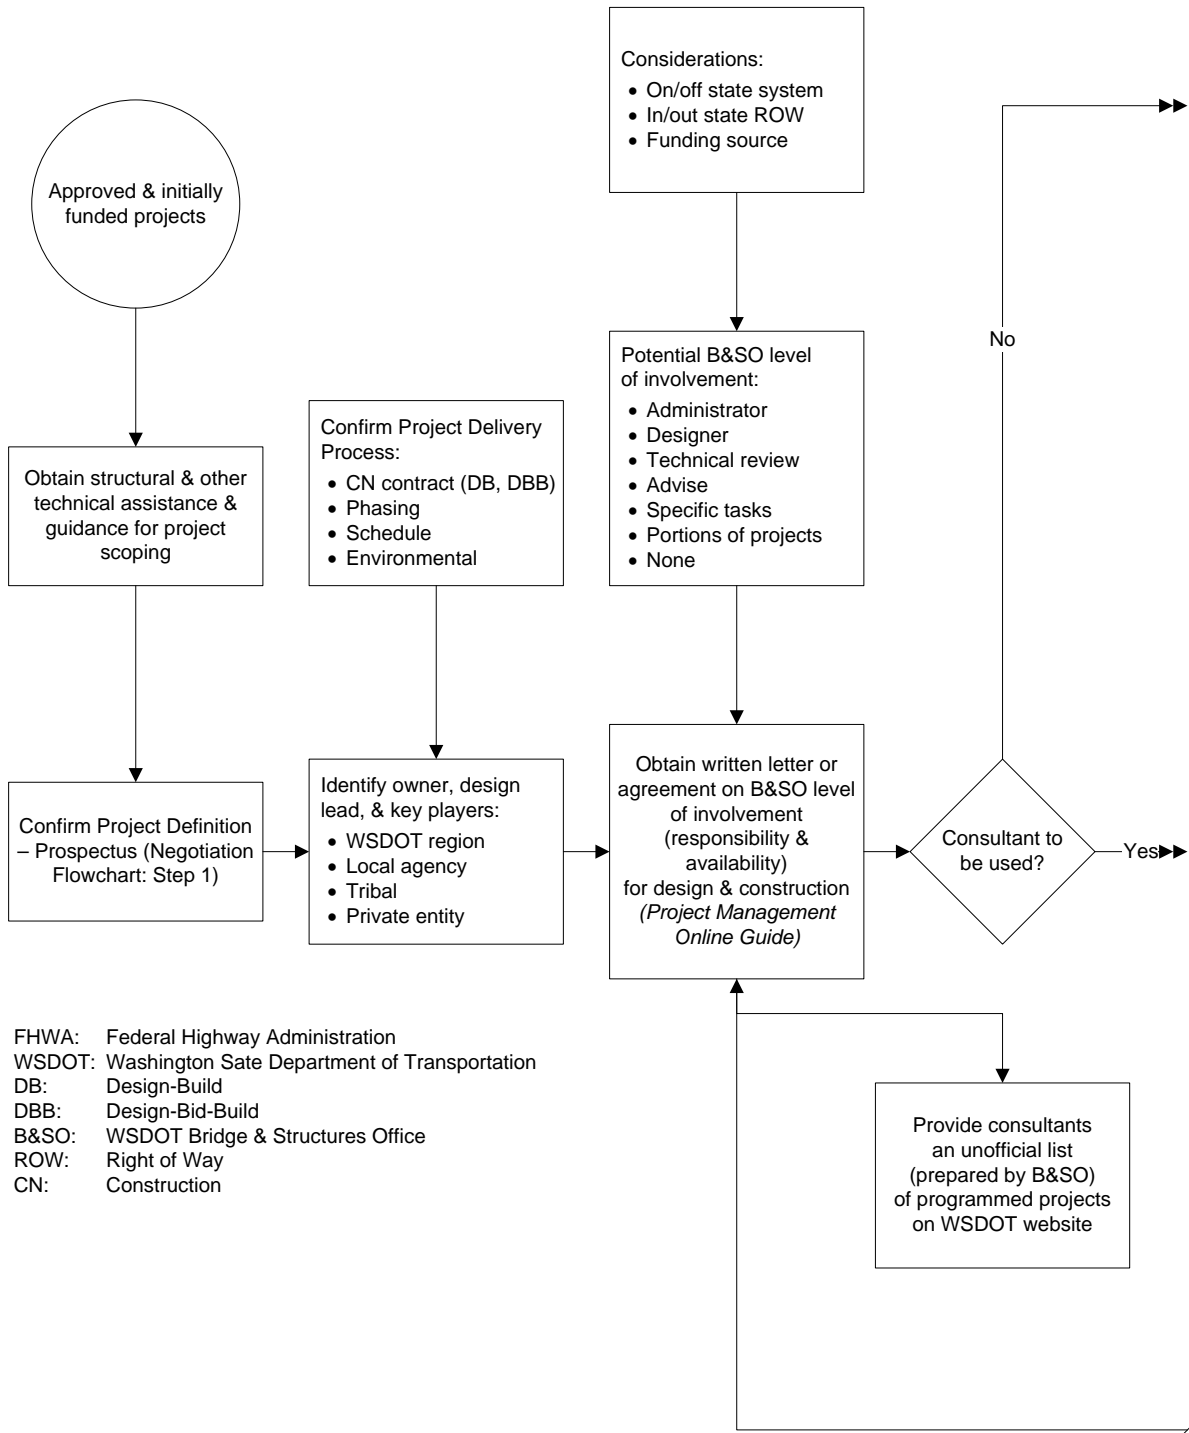 Considerations:
• On/off state system
• In/out state ROW
• Funding source
Approved & initially
funded projects
No
Potential B&SO level
of involvement:
• Administrator
• Designer
• Technical review
• Advise
• Specific tasks
• Portions of projects
• None
Confirm Project Delivery
Process:
• CN contract (DB, DBB)
• Phasing
• Schedule
• Environmental
Obtain structural & other
technical assistance &
guidance for project
scoping
Confirm Project Definition
– Prospectus (Negotiation
Flowchart: Step 1)
Identify owner, design
lead, & key players:
• WSDOT region
• Local agency
• Tribal
• Private entity
Obtain written letter or
agreement on B&SO level
of involvement
(responsibility &
availability)
for design & construction
(Project Management
Online Guide)
Consultant to
be used?
Yes
FHWA: Federal Highway Administration
WSDOT: Washington Sate Department of Transportation
DB: Design-Build
DBB: Design-Bid-Build
B&SO: WSDOT Bridge & Structures Office
ROW: Right of Way
CN: Construction
Provide consultants
an unofficial list
(prepared by B&SO)
of programmed projects
on WSDOT website